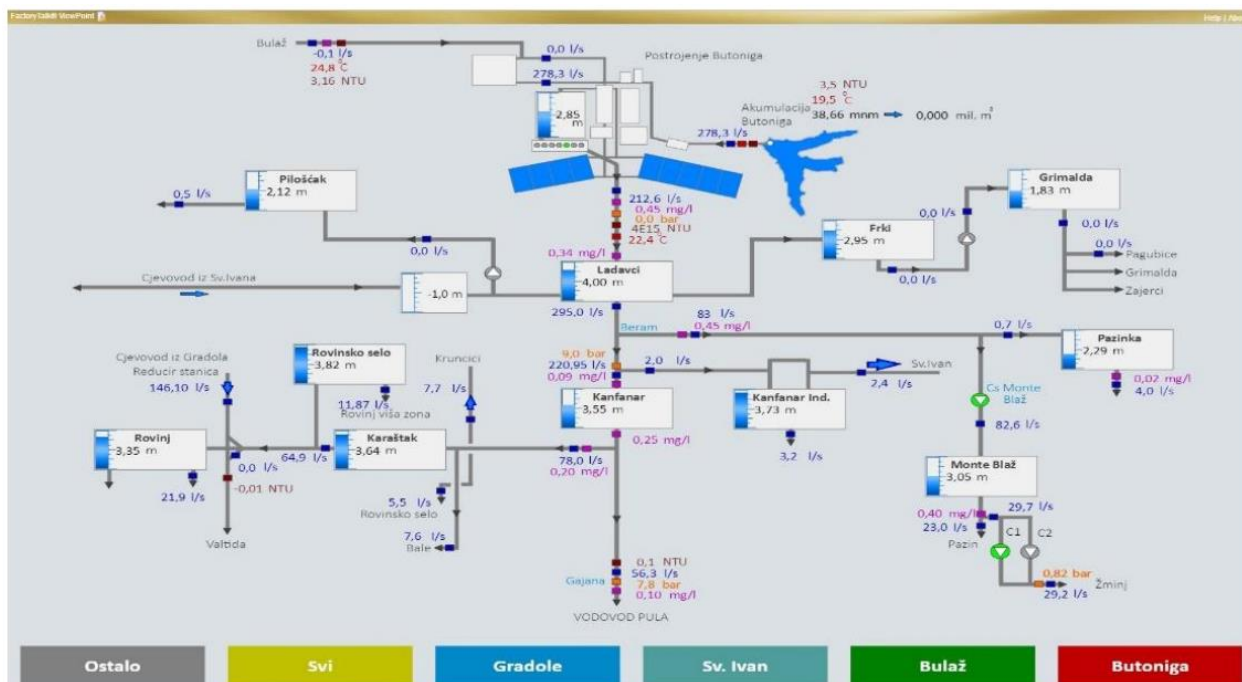 FactoryTalk® ViewPoint
Help | Abo
Bulaž
-0,1 l/s
24,8 °C
3,16 NTU
0,0 l/s
278,3 l/s
Postrojenje Butoniga
2,85
m
3,5 NTU
19,5 °C
Akumulacija
Butoniga
38,66 mnm
0,000 mil. m³
278,3 l/s
Pilošćak
2,12 m
0,5 l/s
0,0 l/s
212,6 l/s
0,45 mg/l
0,0 bar
4E15 NTU
22,4 °C
0,34 mg/l
Grimalda
1,83 m
0,0 l/s
Frki
2,95 m
0,0 l/s
0,0 l/s
0,0 l/s
Pagubice
Grimalda
Zajerci
Cjevovod iz Sv.Ivana
-1,0 m
Ladavci
4,00 m
295,0 l/s
Beram
83 l/s
0,45 mg/l
0,7 l/s
Pazinka
2,29 m
0,02 mg/l
4,0 l/s
Cjevovod iz Gradola
Reducir stanica
146,10 l/s
Rovinsko selo
3,82 m
11,87 l/s
Rovinj viša zona
Kruncici
7,7 l/s
9,0 bar
220,95 l/s
0,09 mg/l
2,0 l/s
Sv.Ivan
2,4 l/s
Kanfanar
3,55 m
0,25 mg/l
Kanfanar Ind.
3,73 m
3,2 l/s
Cs Monte
Blaž
82,6 l/s
Rovinj
3,35 m
21,9 l/s
64,9 l/s
0,0 l/s
-0,01 NTU
Valtida
Karaštak
3,64 m
78,0 l/s
0,20 mg/l
5,5 l/s
Rovinsko selo
7,6 l/s
Bale
Monte Blaž
3,05 m
0,40 mg/l
23,0 l/s
Pazin
29,7 l/s
C1
C2
0,82 bar
29,2 l/s
Žminj
Gajana
0,1 NTU
56,3 l/s
7,8 bar
0,10 mg/l
VODOVOD PULA
Ostalo
Svi
Gradole
Sv. Ivan
Bulaž
Butoniga